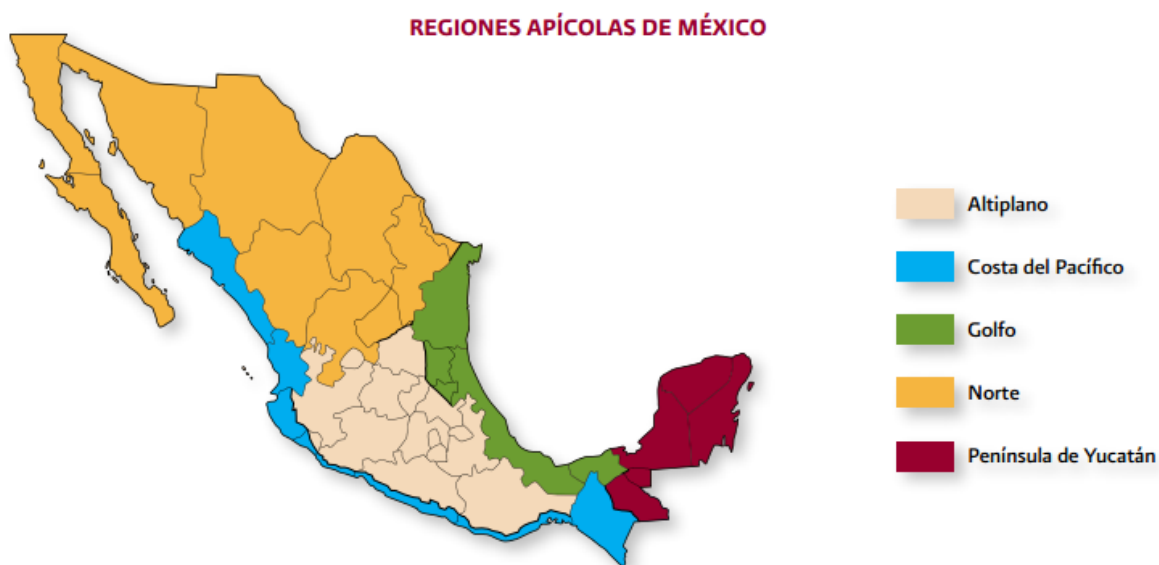 REGIONES APÍCOLAS DE MÉXICO
Altiplano
Costa del Pacífico
Golfo
Norte
Península de Yucatán